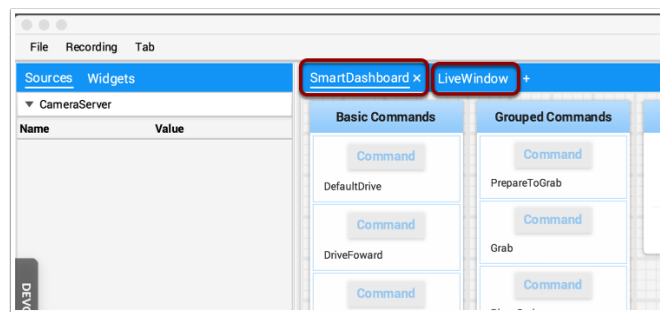 File Recording Tab
Sources Widgets
SmartDashboard × LiveWindow +
▼ CameraServer
Name Value
Basic Commands
Command
DefaultDrive
Command
DriveFoward
Command
Grouped Commands
Command
PrepareToGrab
Command
Grab
Command